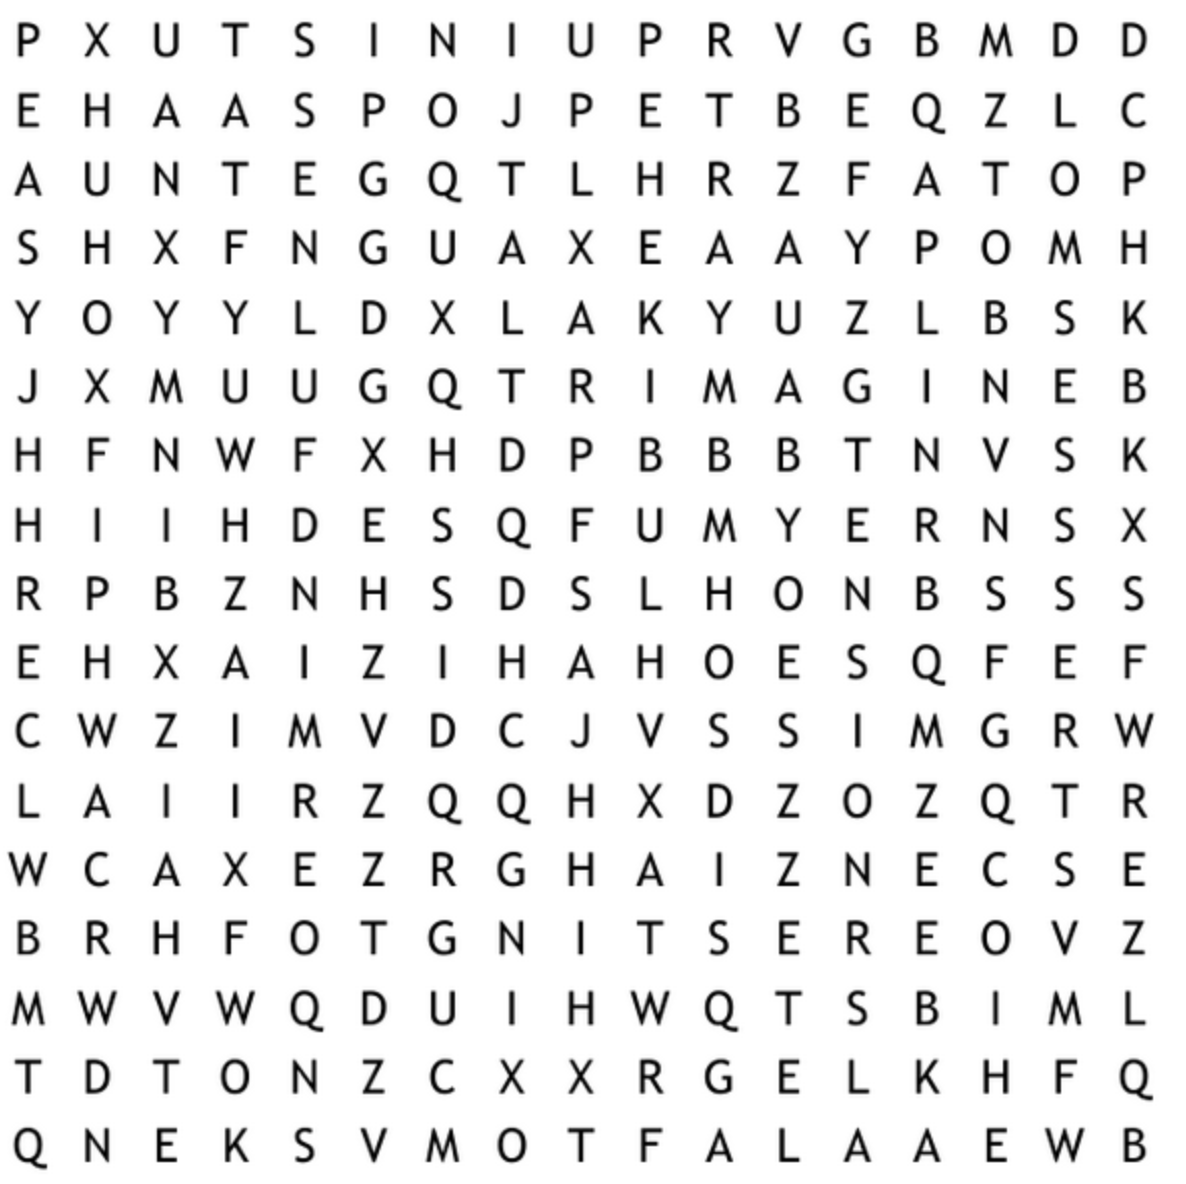 P X U T S I N I U P R V G B M D D
E H A A S P O J P E T B E Q Z L C
A U N T E G Q T L H R Z F A T O P
S H X F N G U A X E A A Y P O M H
Y O Y Y L D X L A K Y U Z L B S K
J X M U U G Q T R I M A G I N E B
H F N W F X H D P B B B T N V S K
H I I H D E S Q F U M Y E R N S X
R P B Z N H S D S L H O N B S S S
E H X A I Z I H A H O E S Q F E F
C W Z I M V D C J V S S I M G R W
L A I I R Z Q Q H X D Z O Z Q T R
W C A X E Z R G H A I Z N E C S E
B R H F O T G N I T S E R E O V Z
M W V W Q D U I H W Q T S B I M L
T D T O N Z C X X R G E L K H F Q
Q N E K S V M O T F A L A A E W B